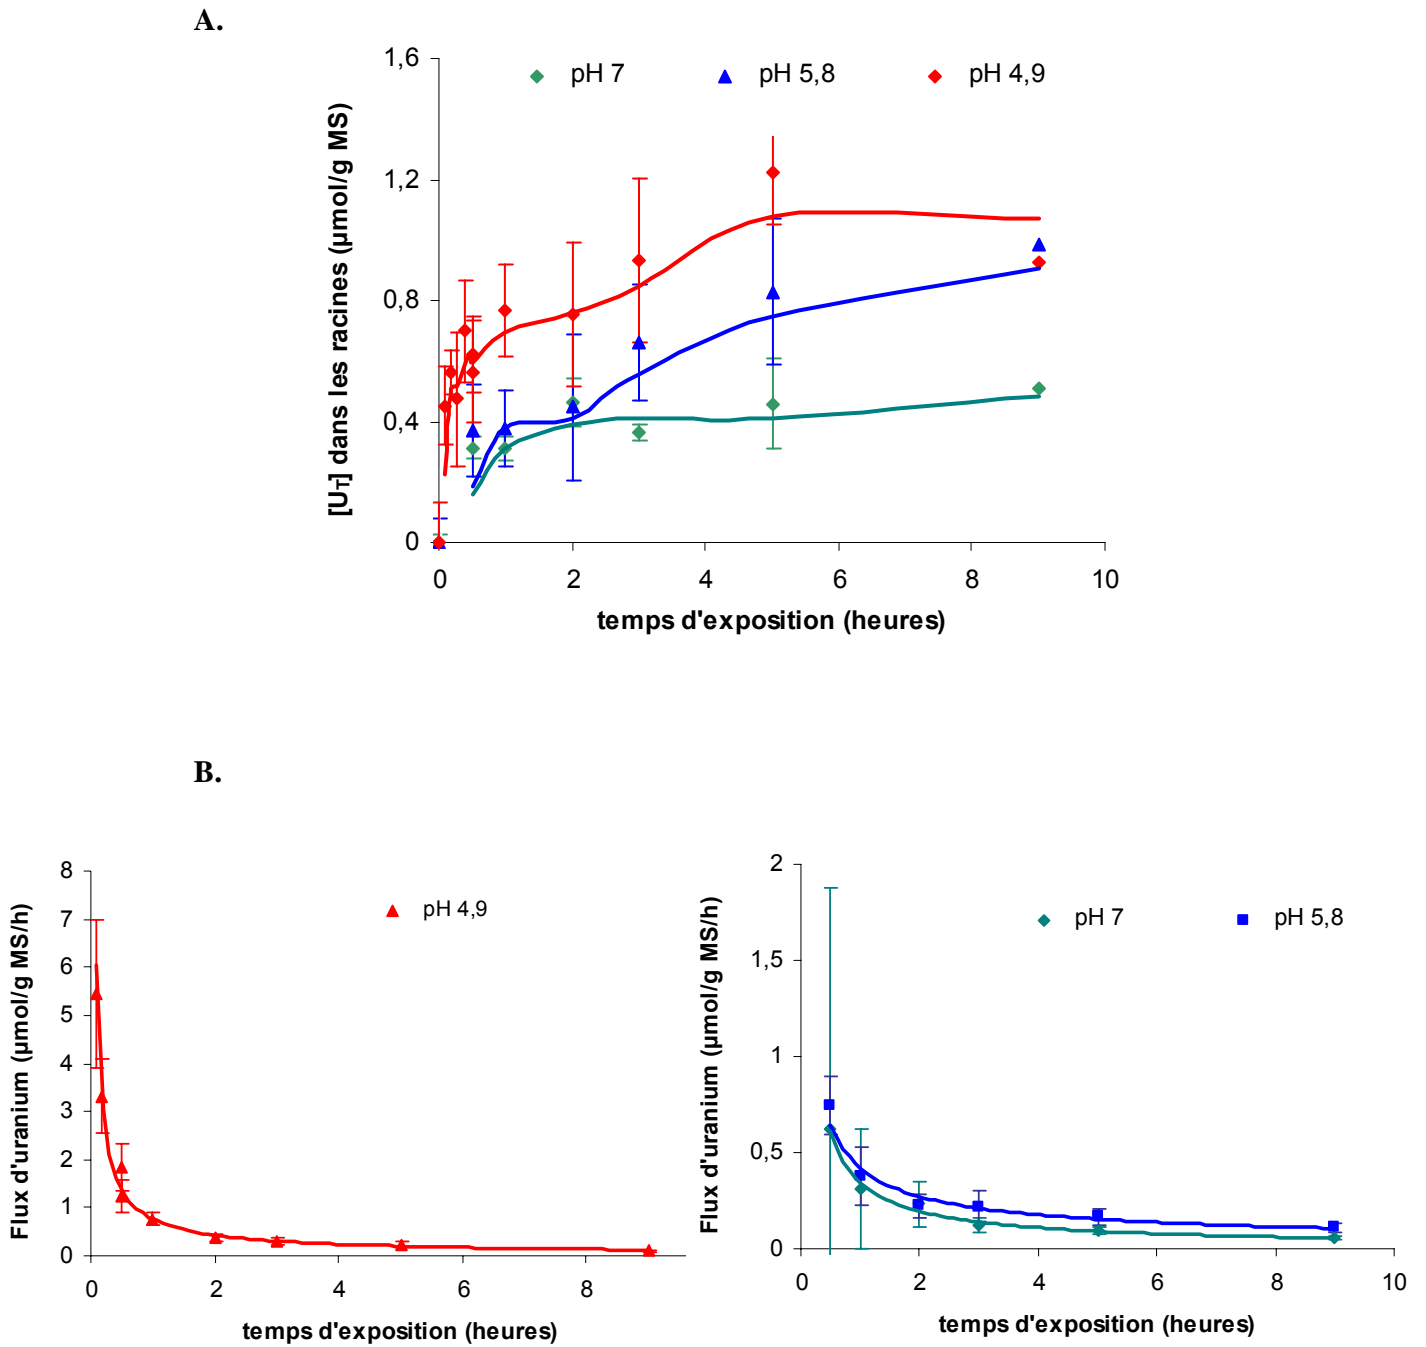 A.
1,6
pH 7 pH 5,8 pH 4,9
1,2
0,8
0,4
0
[UT] dans les racines (µmol/g MS)
0 2 4 6 8 10
temps d'exposition (heures)
B.
8
7
6
5
4
3
2
1
0
Flux d'uranium (µmol/g MS/h)
pH 4,9
0 2 4 6 8
temps d'exposition (heures)
2
1,5
1
0,5
0
Flux d'uranium (µmol/g MS/h)
pH 7 pH 5,8
0 2 4 6 8 10
temps d'exposition (heures)